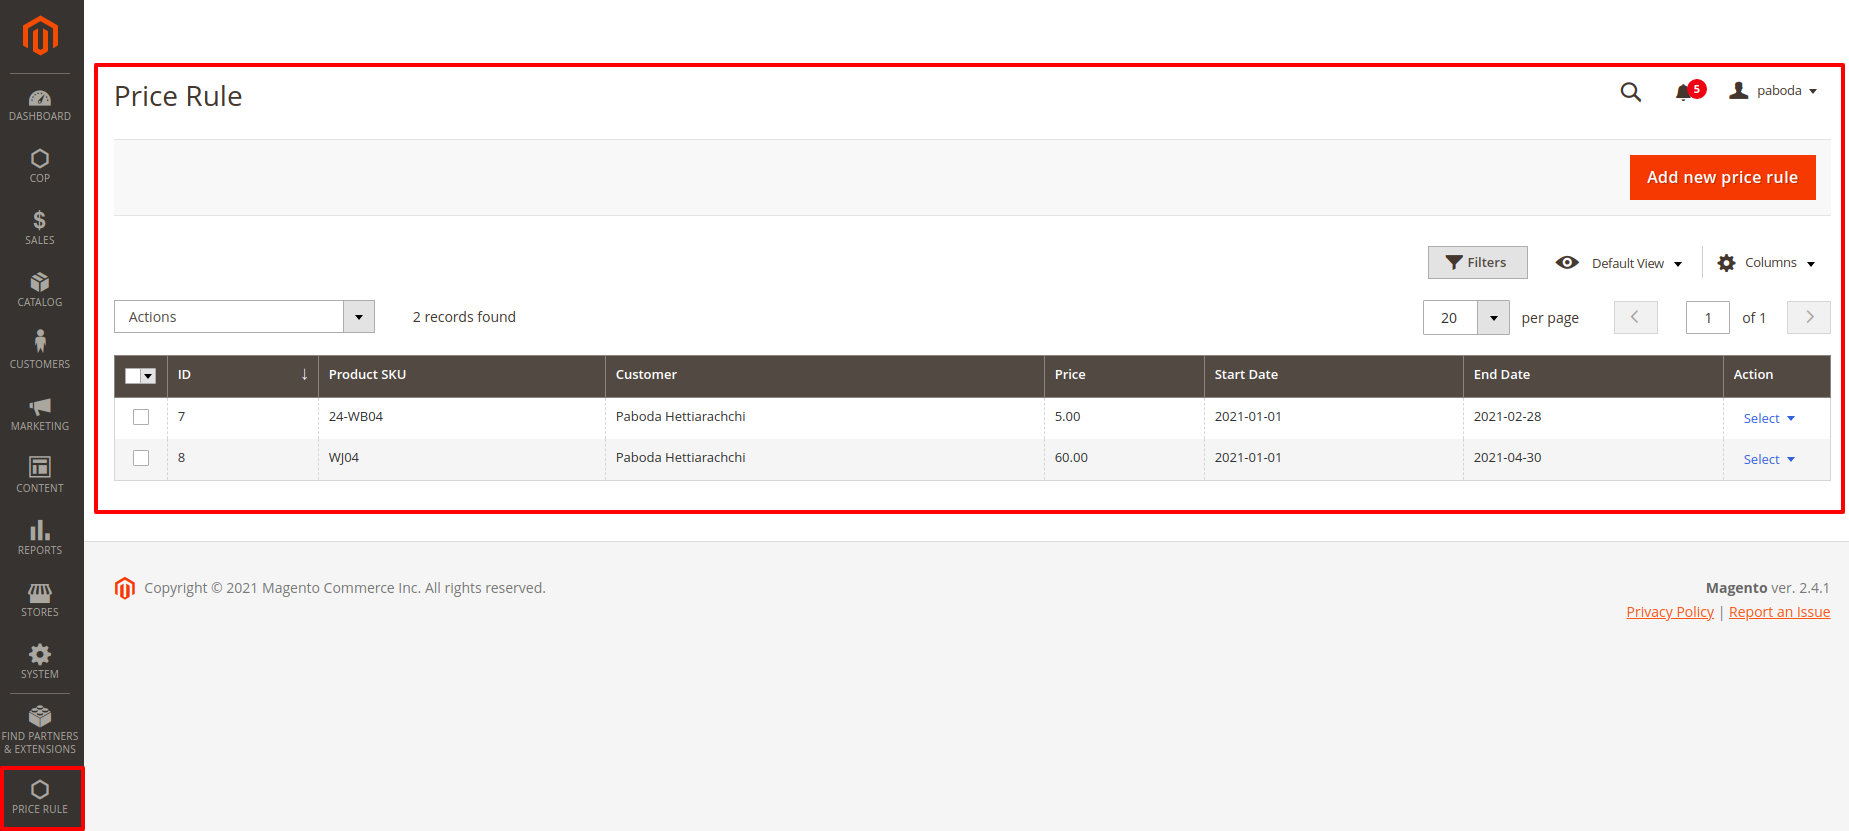 DASHBOARD
COP
SALES
CATALOG
CUSTOMERS
MARKETING
CONTENT
REPORTS
STORES
SYSTEM
FIND PARTNERS
& EXTENSIONS
PRICE RULE
Price Rule
5
paboda
Add new price rule
Filters
Default View
Columns
Actions
2 records found
20
per page
1
of 1
ID ↓ Product SKU Customer Price Start Date End Date Action
7 24-WB04 Paboda Hettiarachchi 5.00 2021-01-01 2021-02-28 Select
8 WJ04 Paboda Hettiarachchi 60.00 2021-01-01 2021-04-30 Select
Copyright © 2021 Magento Commerce Inc. All rights reserved.
Magento ver. 2.4.1
Privacy Policy | Report an Issue